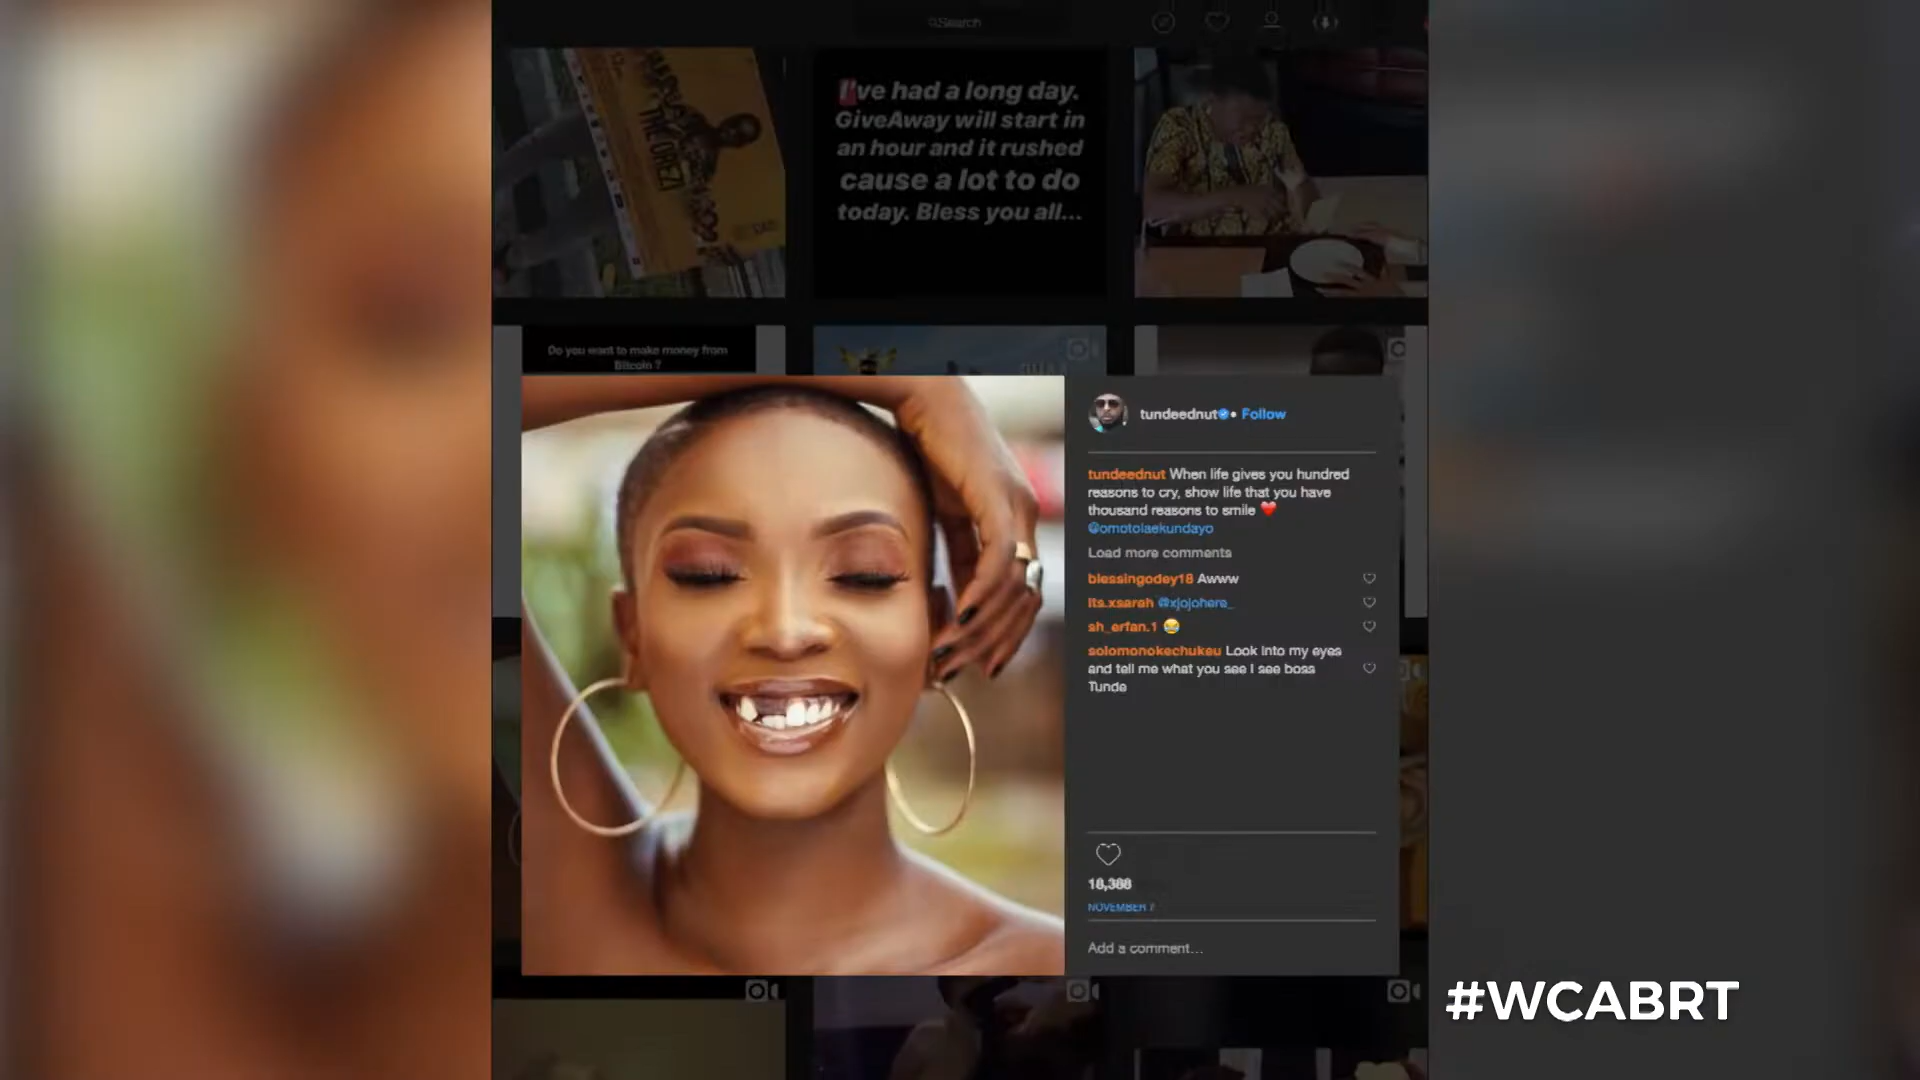 Search
THE OREZI
I've had a long day.
GiveAway will start in
an hour and it rushed
cause a lot to do
today. Bless you all...
Do you want to make money from
Bitcoin ?
tundeednut • Follow
tundeednut When life gives you hundred
reasons to cry, show life that you have
thousand reasons to smile ❤️
@omotolaekundayo
Load more comments
blessingodey18 Awww
its.xsarah @xjojohere_
sh_erfan.1 😂
solomonokechukeu Look into my eyes
and tell me what you see I see boss
Tunde
18,388
NOVEMBER 7
Add a comment...
#WCABRT